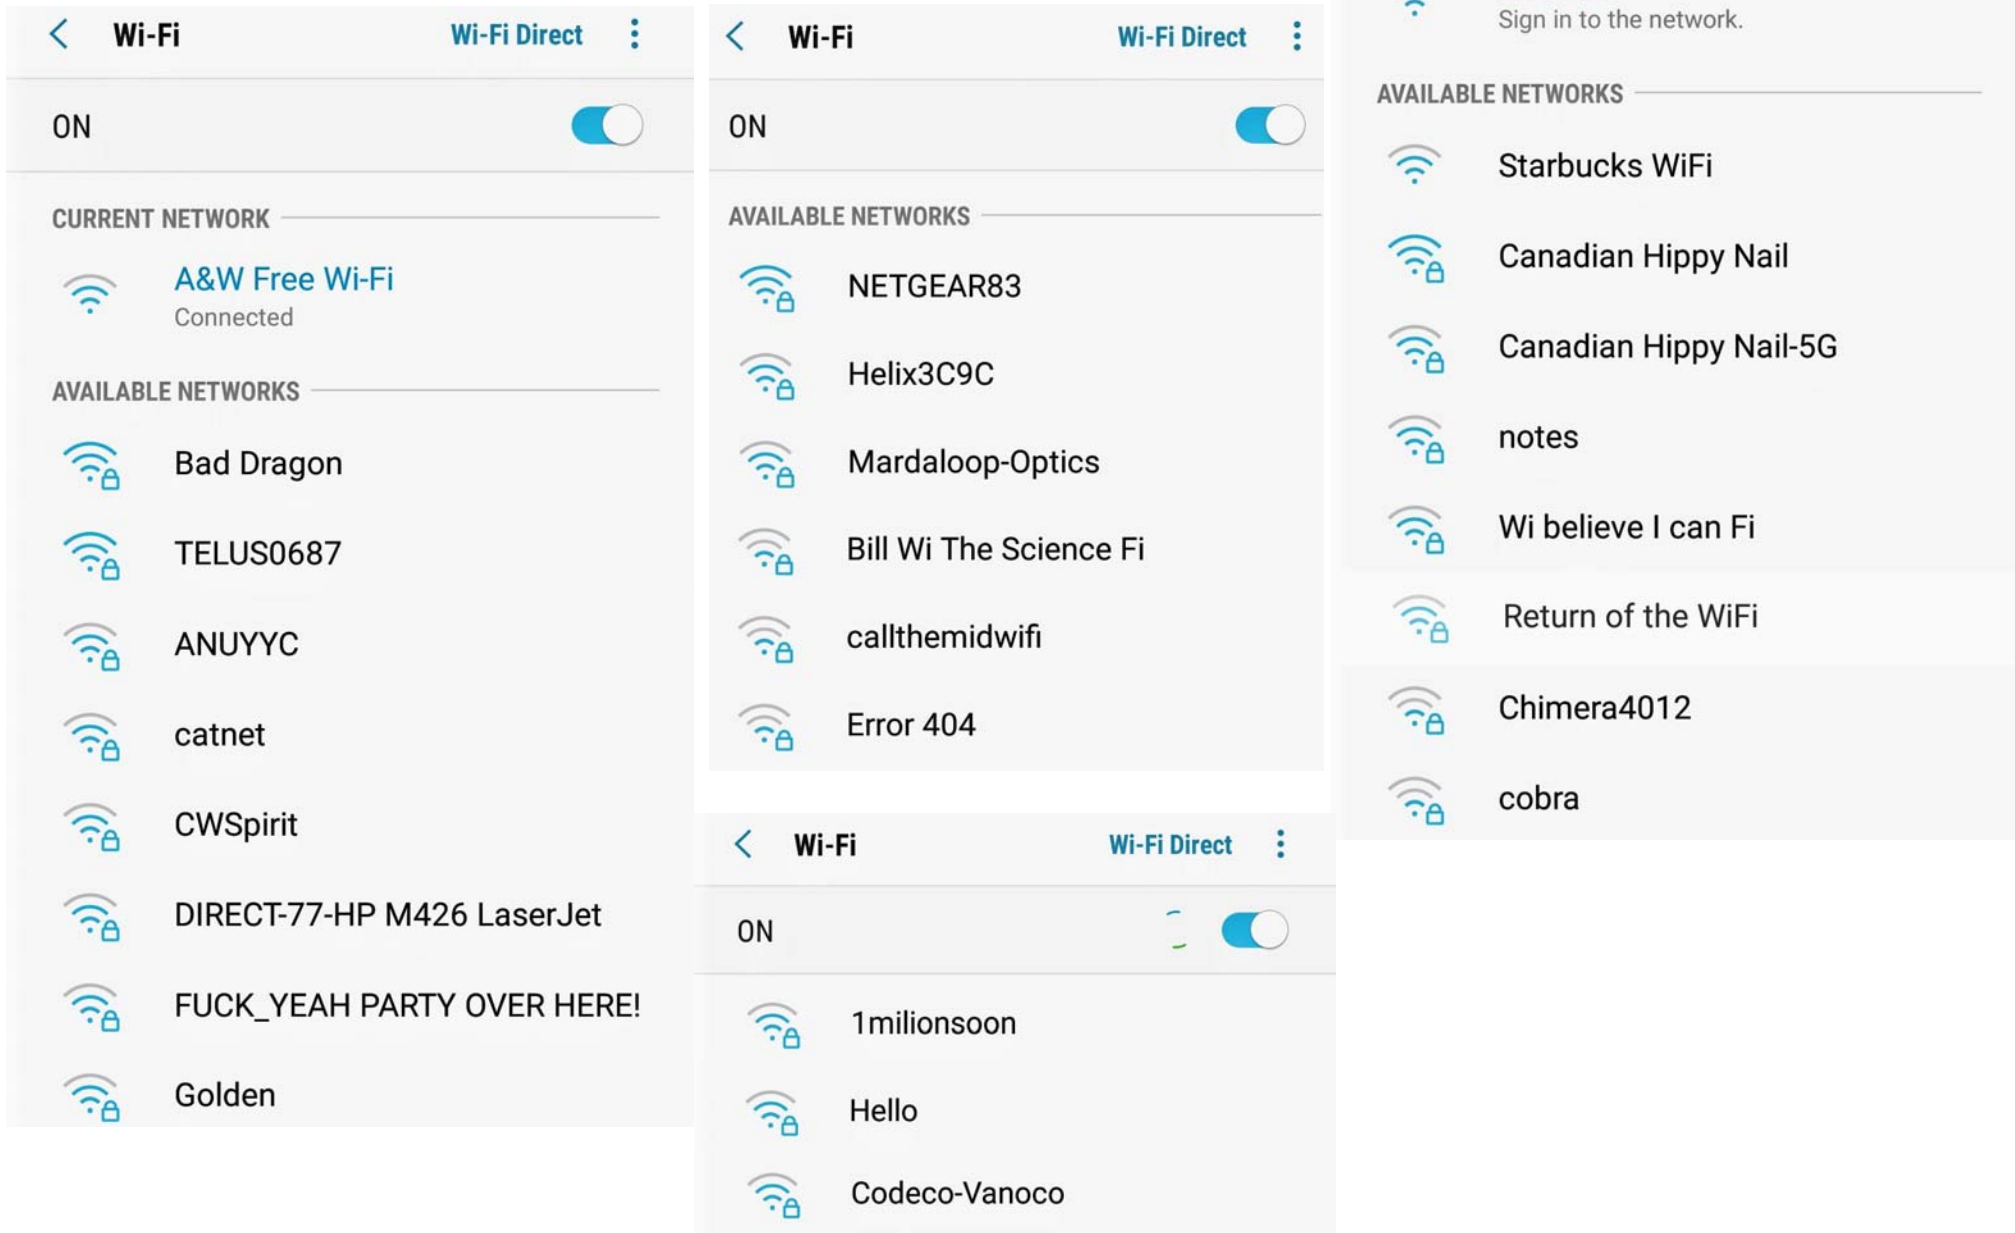 Wi-Fi
Wi-Fi Direct
ON
CURRENT NETWORK
A&W Free Wi-Fi
Connected
AVAILABLE NETWORKS
Bad Dragon
TELUS0687
ANUYYC
catnet
CWSpirit
DIRECT-77-HP M426 LaserJet
FUCK_YEAH PARTY OVER HERE!
Golden
Wi-Fi
Wi-Fi Direct
ON
AVAILABLE NETWORKS
NETGEAR83
Helix3C9C
Mardaloop-Optics
Bill Wi The Science Fi
callthemidwifi
Error 404
Wi-Fi
Wi-Fi Direct
ON
1milionsoon
Hello
Codeco-Vanoco
Sign in to the network.
AVAILABLE NETWORKS
Starbucks WiFi
Canadian Hippy Nail
Canadian Hippy Nail-5G
notes
Wi believe I can Fi
Return of the WiFi
Chimera4012
cobra